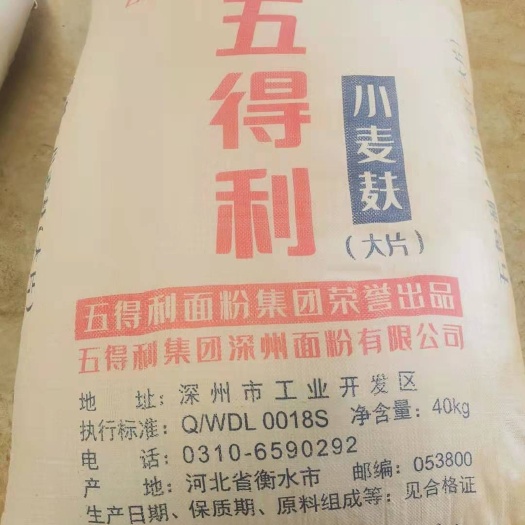 五得利
小麦麸
（大片）
五得利面粉集团荣誉出品
五得利集团深州面粉有限公司
地 址：深州市工业开发区
执行标准：Q/WDL 0018S 净含量：40kg
电 话：0310-6590292
产 地：河北省衡水市 邮编：053800
生产日期、保质期、原料组成等：见合格证